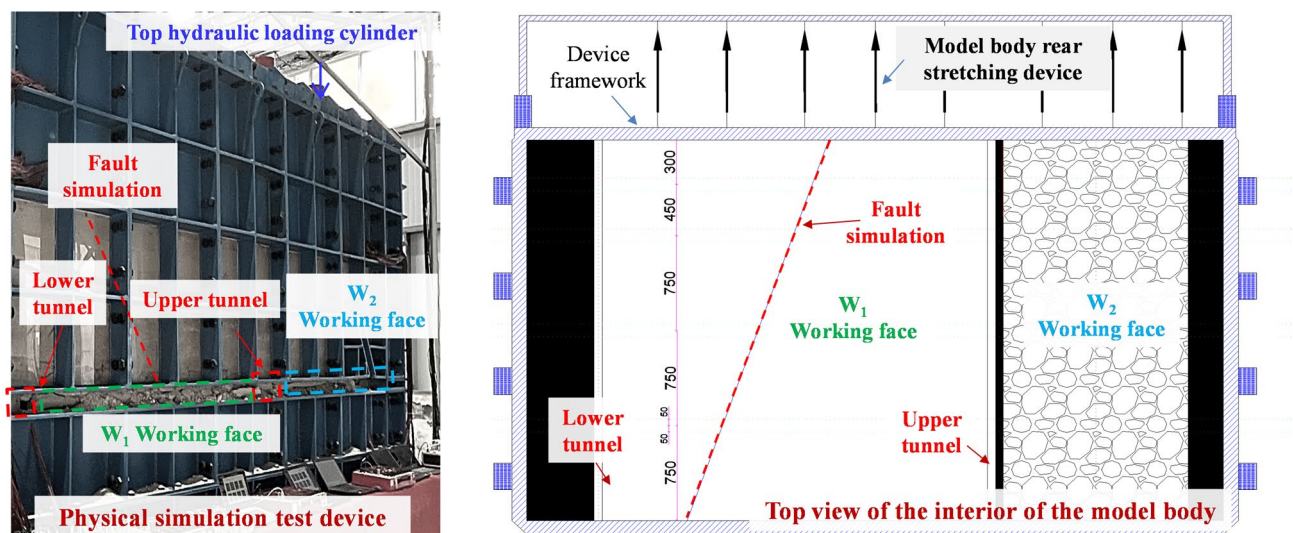 Top hydraulic loading cylinder
Fault
simulation
Lower
tunnel
Upper tunnel
W₂
Working face
W₁ Working face
Physical simulation test device
Device
framework
Model body rear
stretching device
300
450
750
750
50
50
750
Fault
simulation
W₁
Working face
W₂
Working face
Lower
tunnel
Upper
tunnel
Top view of the interior of the model body